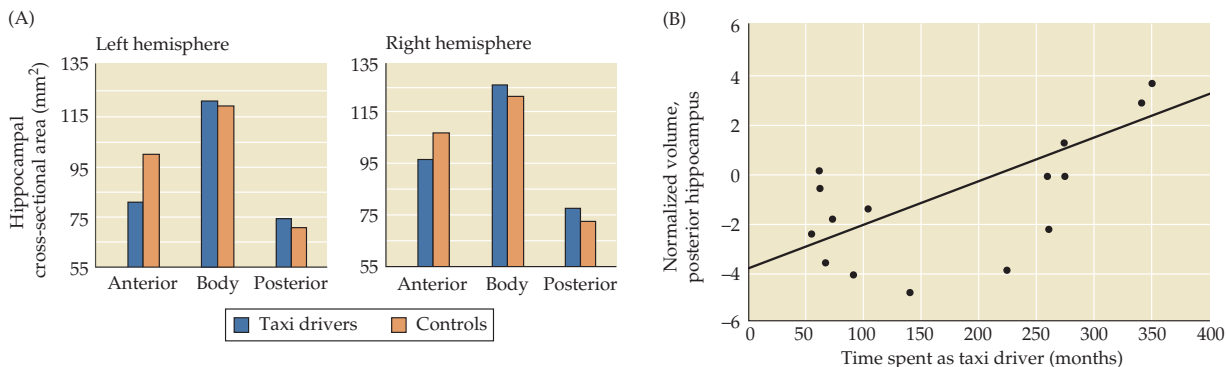 (A)
Left hemisphere
Right hemisphere
Hippocampal
cross-sectional area (mm²)
135
115
95
75
55
Anterior Body Posterior
135
115
95
75
55
Anterior Body Posterior
Taxi drivers Controls
(B)
Normalized volume,
posterior hippocampus
6
4
2
0
−2
−4
−6
0 50 100 150 200 250 300 350 400
Time spent as taxi driver (months)